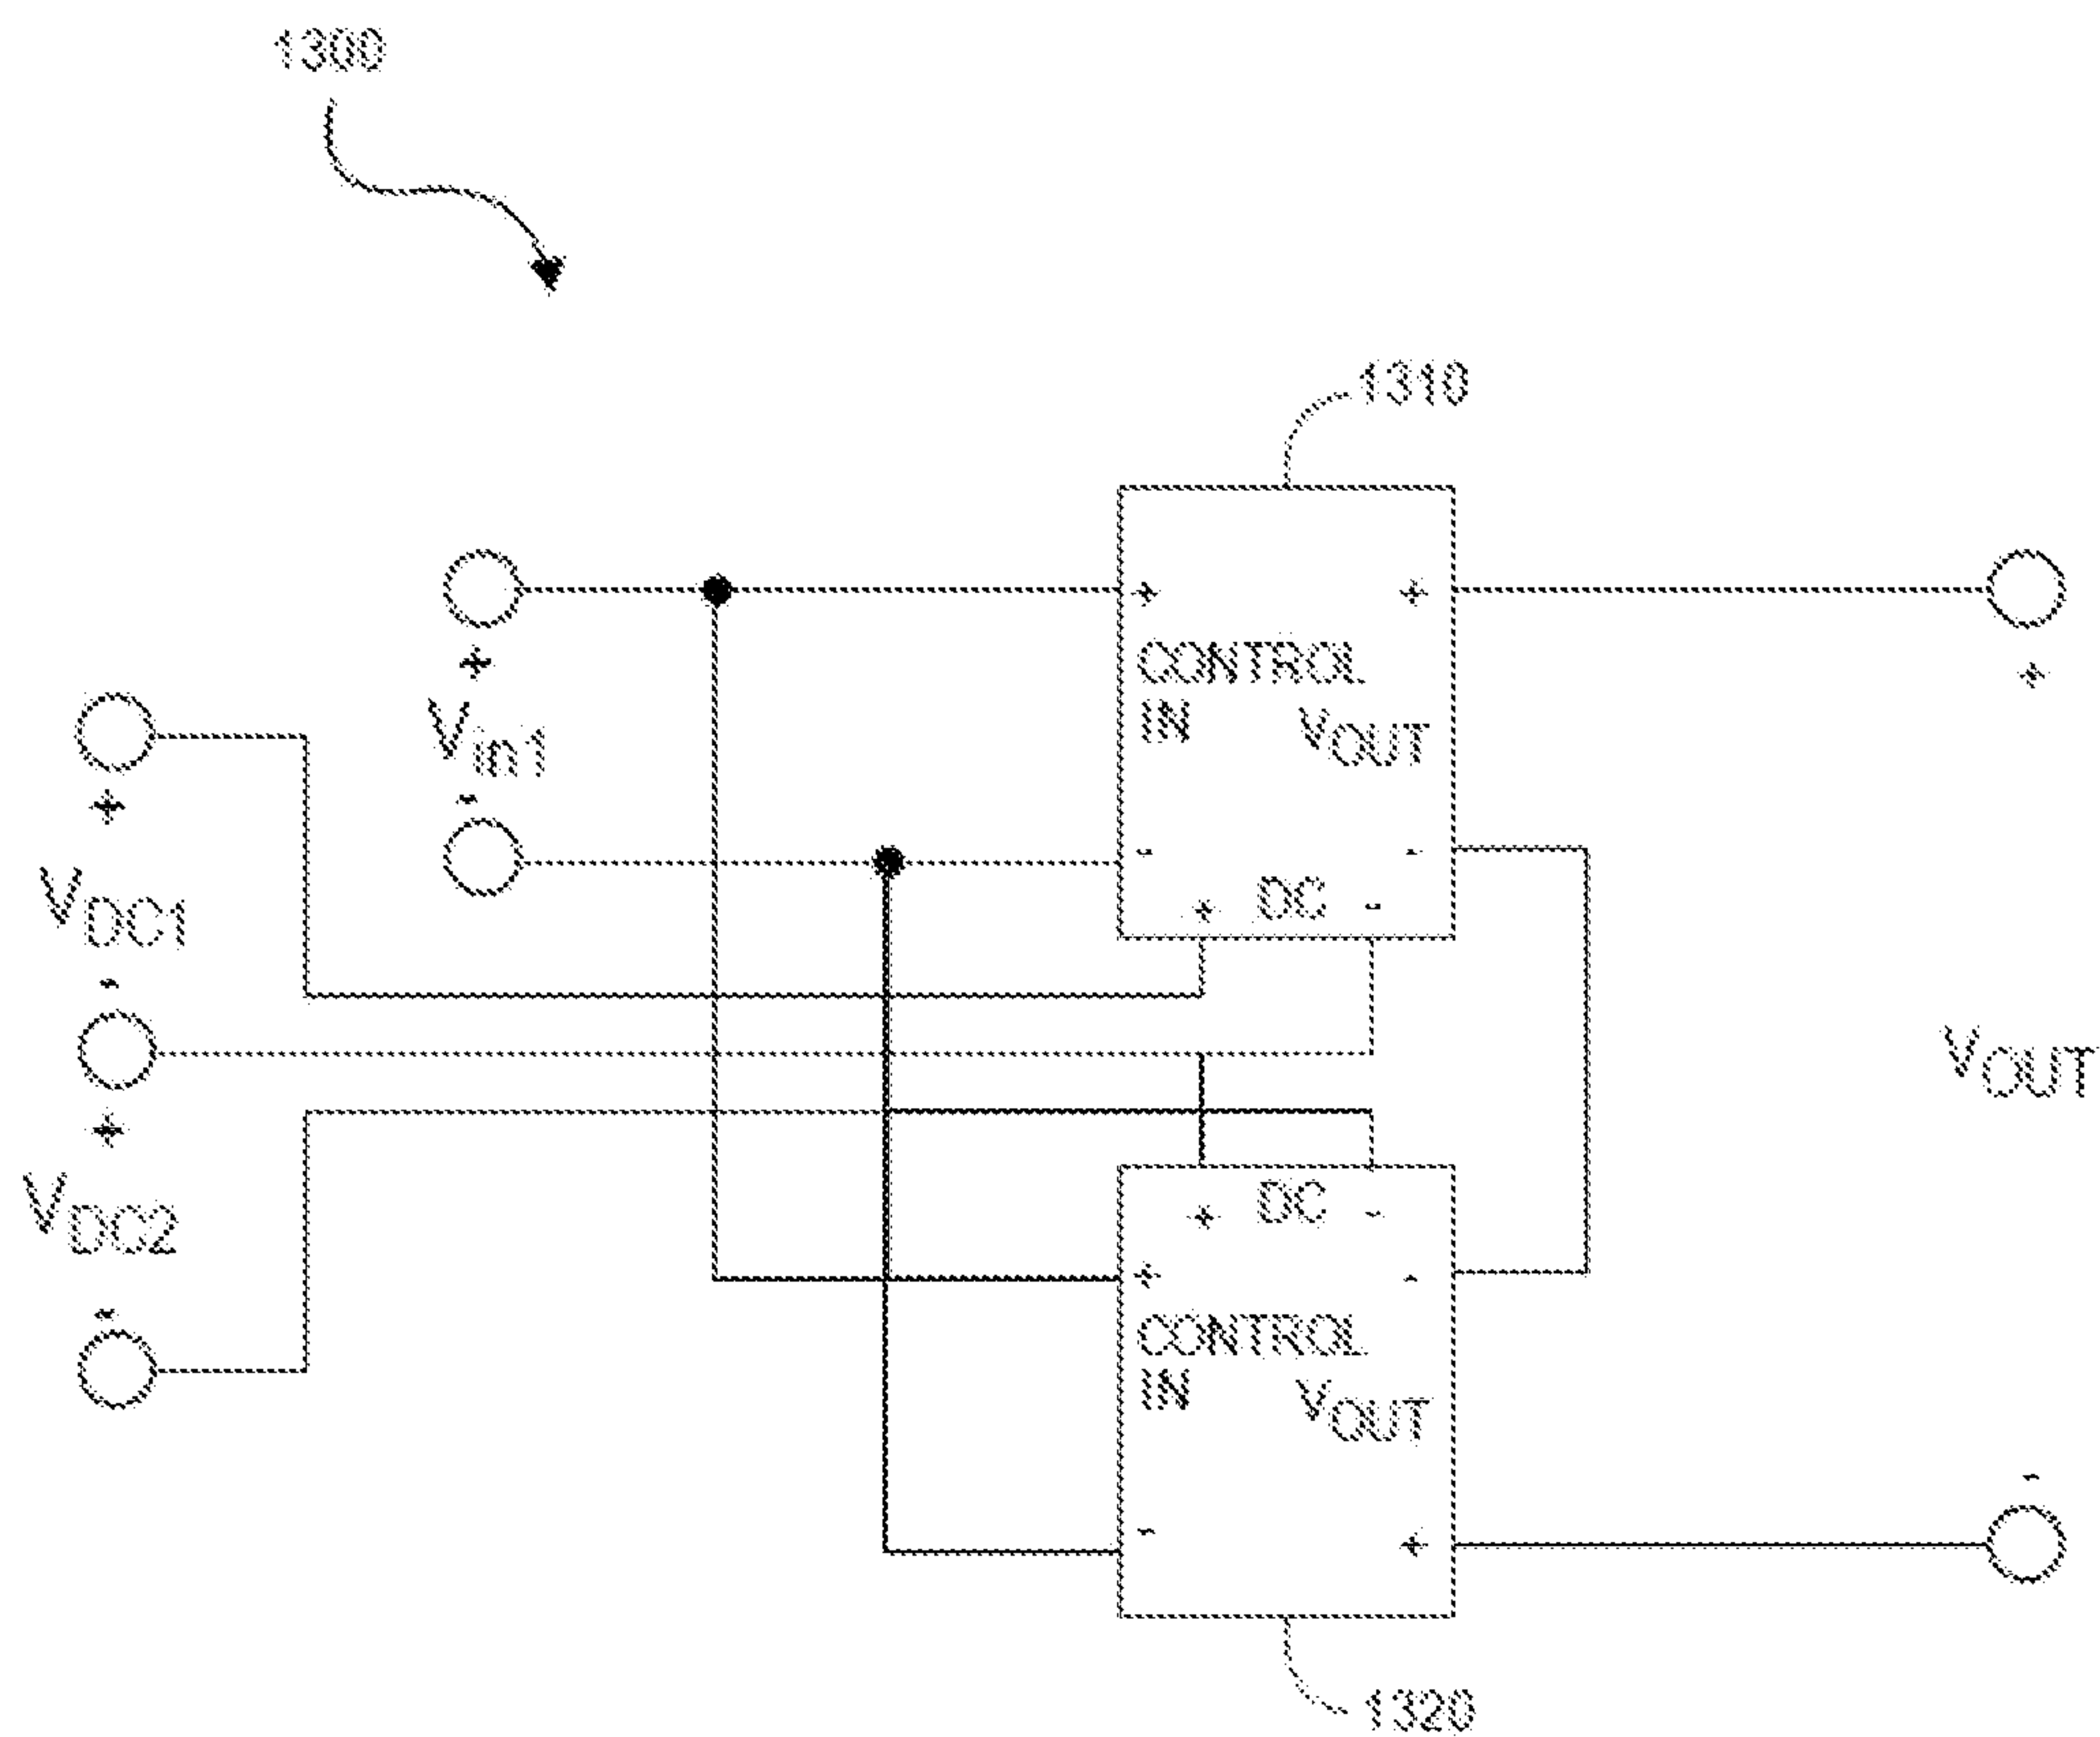 1300
1310
+ +
+
CONTROL
IN
VOUT
+
Vin1
-
+
VDC1
-
- -
+ DC -
VOUT
+
VDC2
-
+ DC -
+ -
CONTROL
IN
VOUT
- +
-
1320